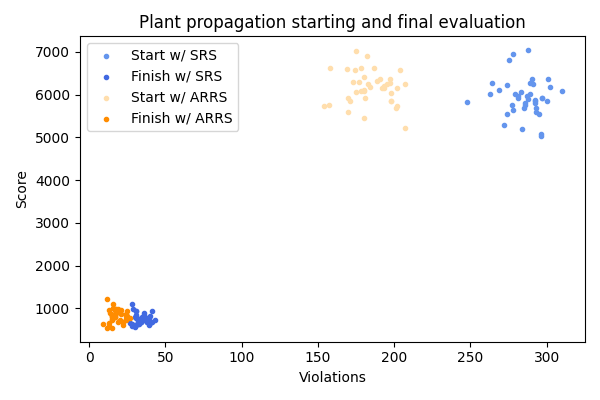 Plant propagation starting and final evaluation
Start w/ SRS
Finish w/ SRS
Start w/ ARRS
Finish w/ ARRS
7000
6000
5000
4000
3000
2000
1000
Score
0 50 100 150 200 250 300
Violations